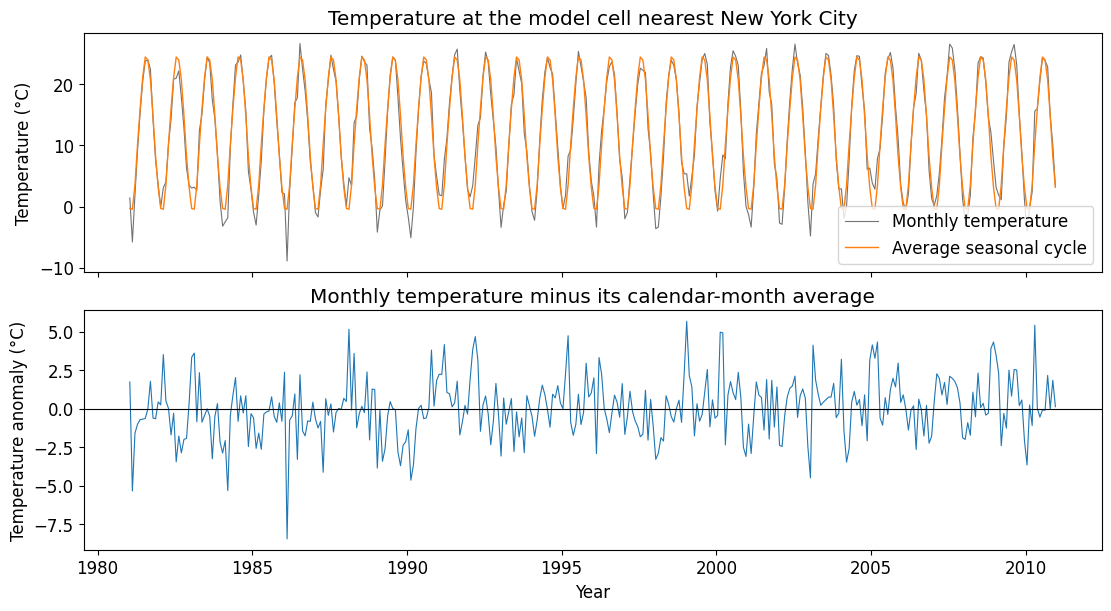 Temperature at the model cell nearest New York City
Temperature (°C)
20
10
0
−10
Monthly temperature
Average seasonal cycle
Monthly temperature minus its calendar-month average
Temperature anomaly (°C)
5.0
2.5
0.0
−2.5
−5.0
−7.5
1980 1985 1990 1995 2000 2005 2010
Year